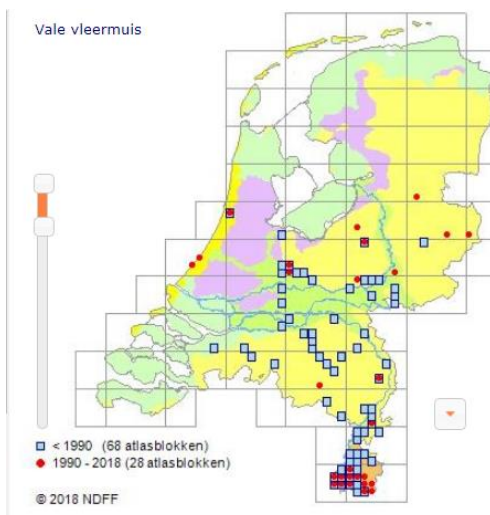 Vale vleermuis
< 1990 (68 atlasblokken)
1990 - 2018 (28 atlasblokken)
© 2018 NDFF